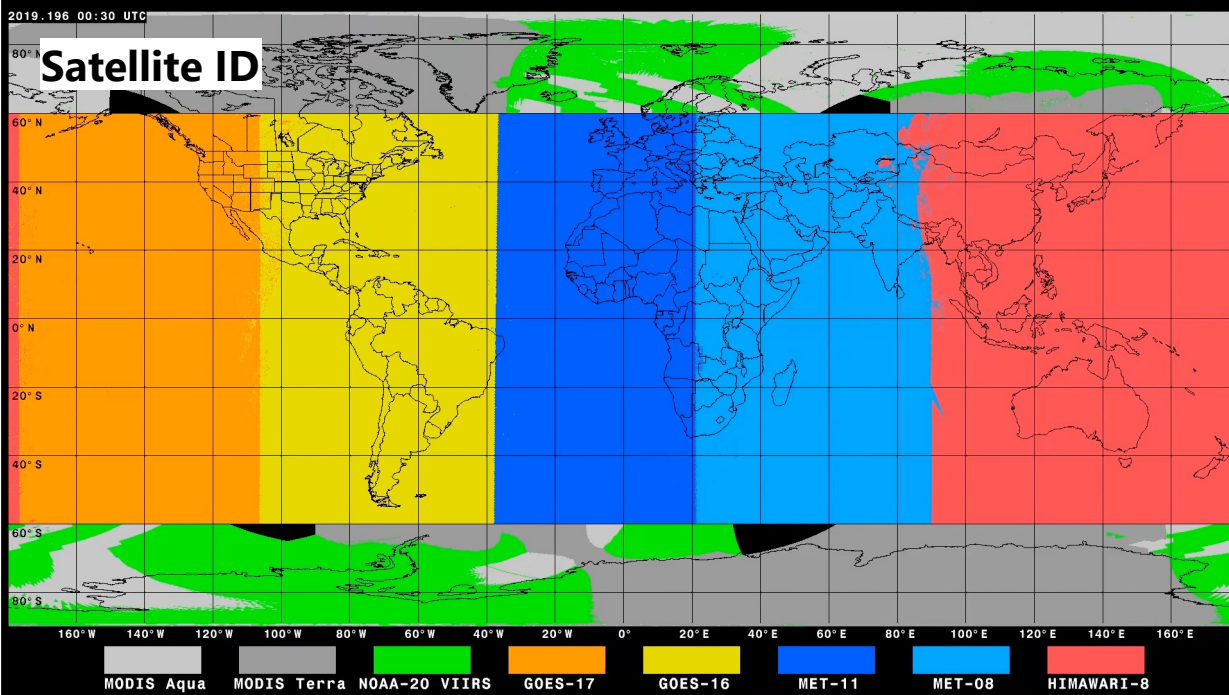 2019.196 00:30 UTC
Satellite ID
80° N
60° N
40° N
20° N
0° N
20° S
40° S
60° S
80° S
160° W 140° W 120° W 100° W 80° W 60° W 40° W 20° W 0° 20° E 40° E 60° E 80° E 100° E 120° E 140° E 160° E
MODIS Aqua MODIS Terra NOAA-20 VIIRS GOES-17 GOES-16 MET-11 MET-08 HIMAWARI-8